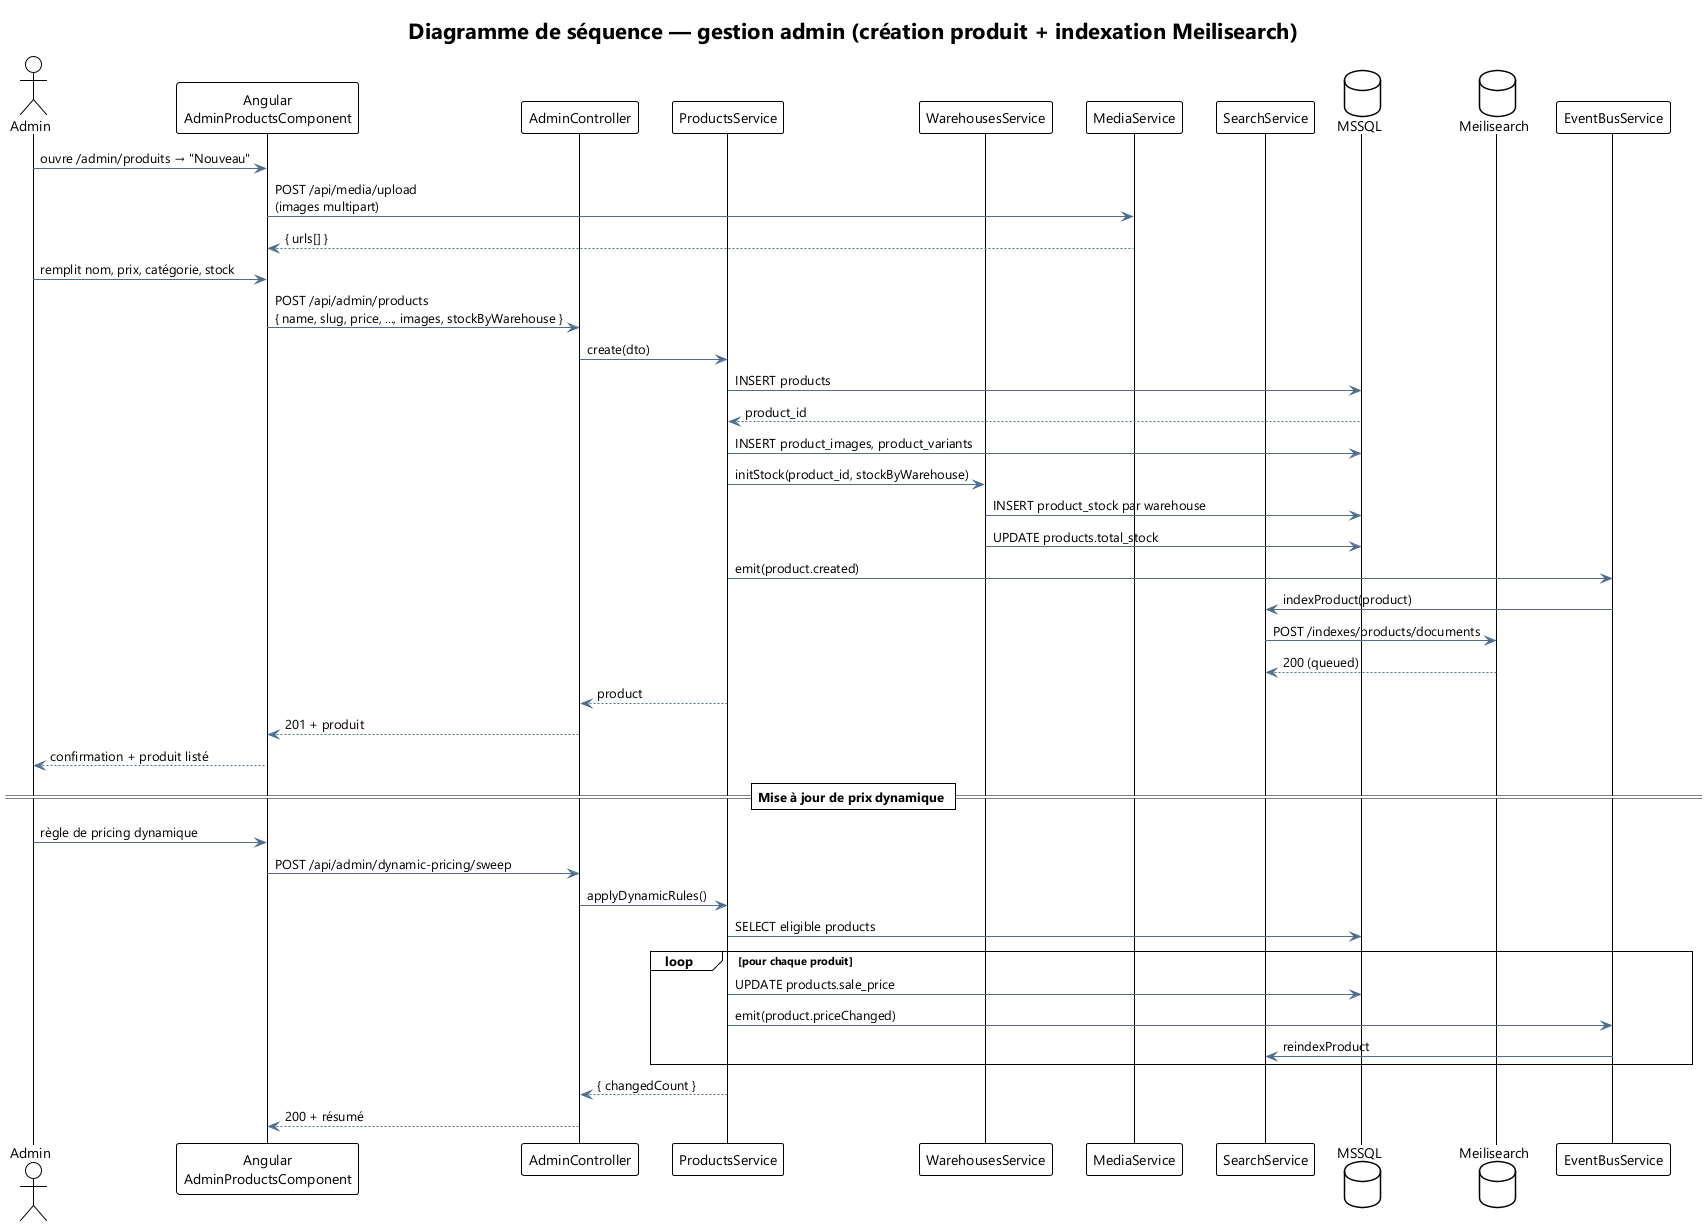 Diagramme de séquence — gestion admin (création produit + indexation Meilisearch)
Admin
Angular
AdminProductsComponent
AdminController
ProductsService
WarehousesService
MediaService
SearchService
MSSQL
Meilisearch
EventBusService
ouvre /admin/produits → "Nouveau"
POST /api/media/upload
(images multipart)
{ urls[] }
remplit nom, prix, catégorie, stock
POST /api/admin/products
{ name, slug, price, ..., images, stockByWarehouse }
create(dto)
INSERT products
product_id
INSERT product_images, product_variants
initStock(product_id, stockByWarehouse)
INSERT product_stock par warehouse
UPDATE products.total_stock
emit(product.created)
indexProduct(product)
POST /indexes/products/documents
200 (queued)
product
201 + produit
confirmation + produit listé
Mise à jour de prix dynamique
règle de pricing dynamique
POST /api/admin/dynamic-pricing/sweep
applyDynamicRules()
SELECT eligible products
loop [pour chaque produit]
UPDATE products.sale_price
emit(product.priceChanged)
reindexProduct
{ changedCount }
200 + résumé
Admin
Angular
AdminProductsComponent
AdminController
ProductsService
WarehousesService
MediaService
SearchService
MSSQL
Meilisearch
EventBusService